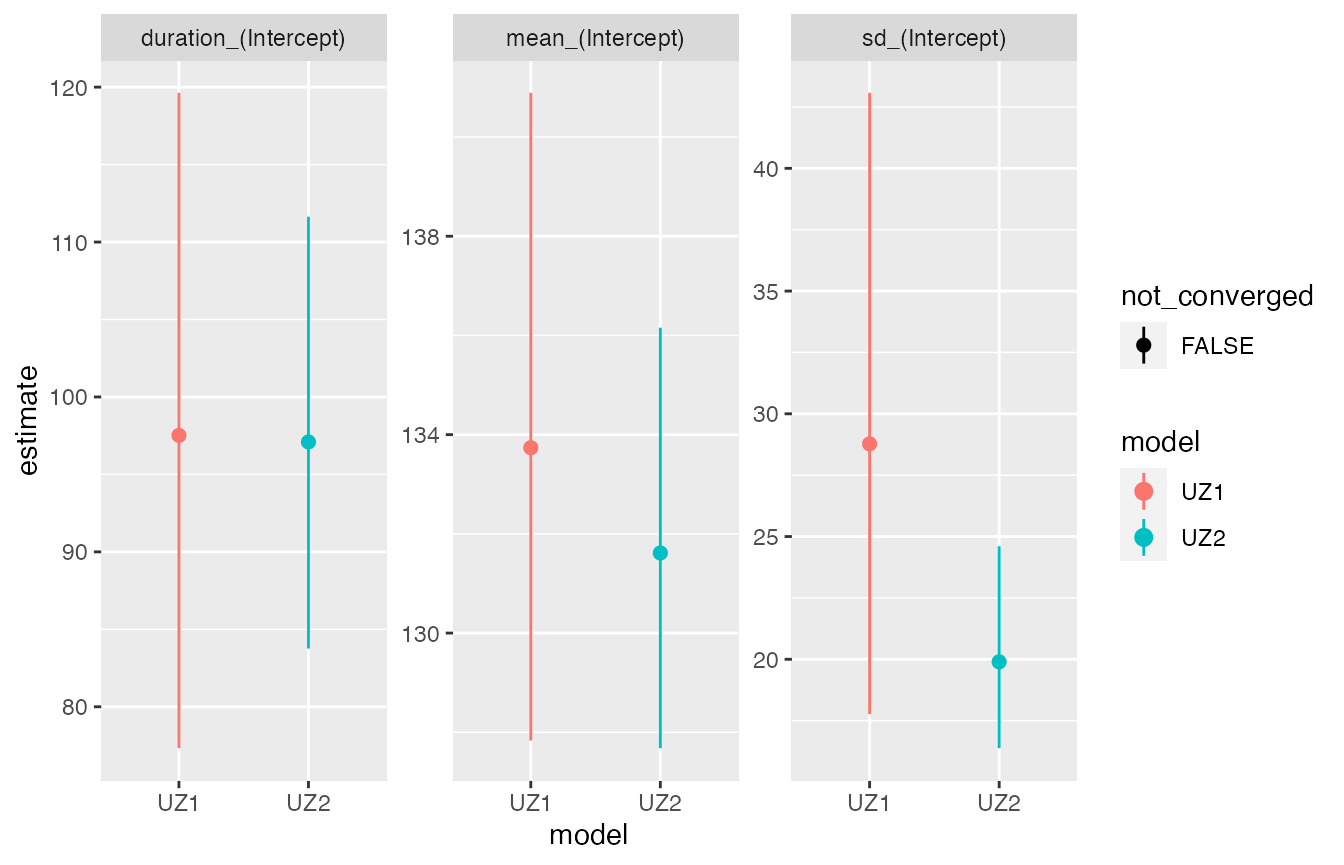 duration_(Intercept) mean_(Intercept) sd_(Intercept)
estimate
120
110
100
90
80
138
134
130
40
35
30
25
20
UZ1 UZ2 UZ1 UZ2 UZ1 UZ2
model
not_converged
FALSE
model
UZ1
UZ2